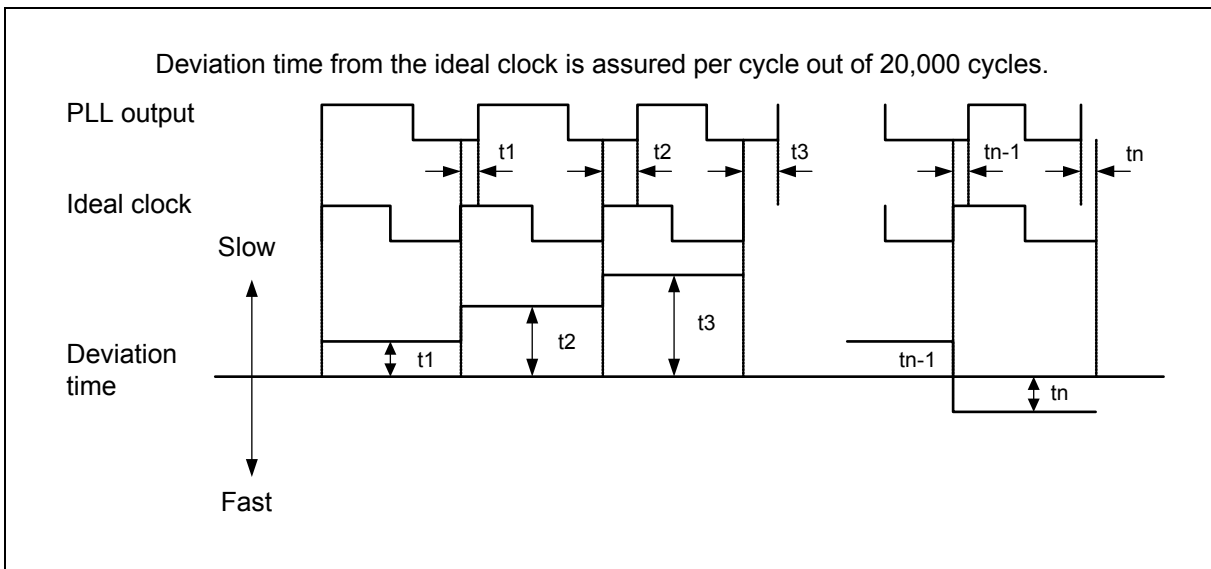 Deviation time from the ideal clock is assured per cycle out of 20,000 cycles.
PLL output
t1
t2
t3
tn-1
tn
Ideal clock
Slow
t1
t2
t3
Deviation
time
tn-1
tn
Fast